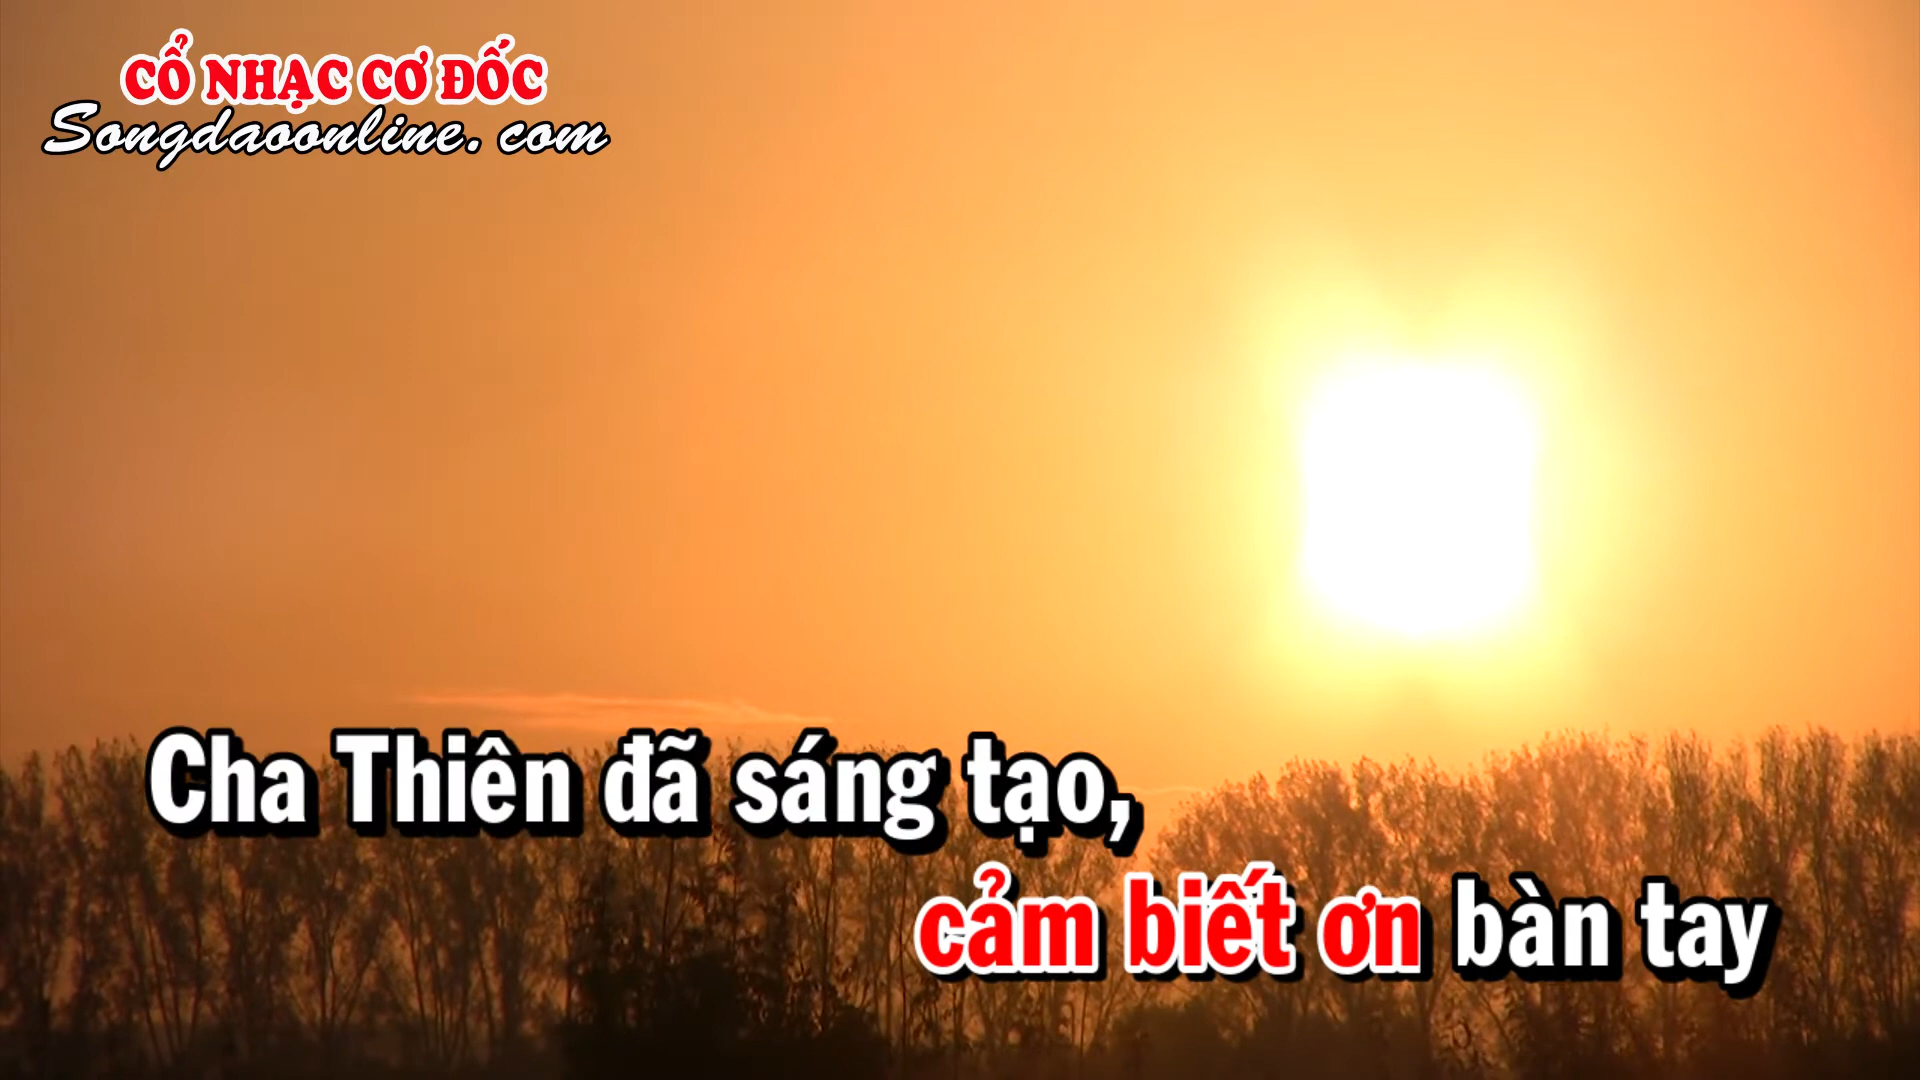 CỔ NHẠC CƠ ĐỐC
Songdaoonline.com
Cha Thiên đã sáng tạo,
cảm biết ơn bàn tay